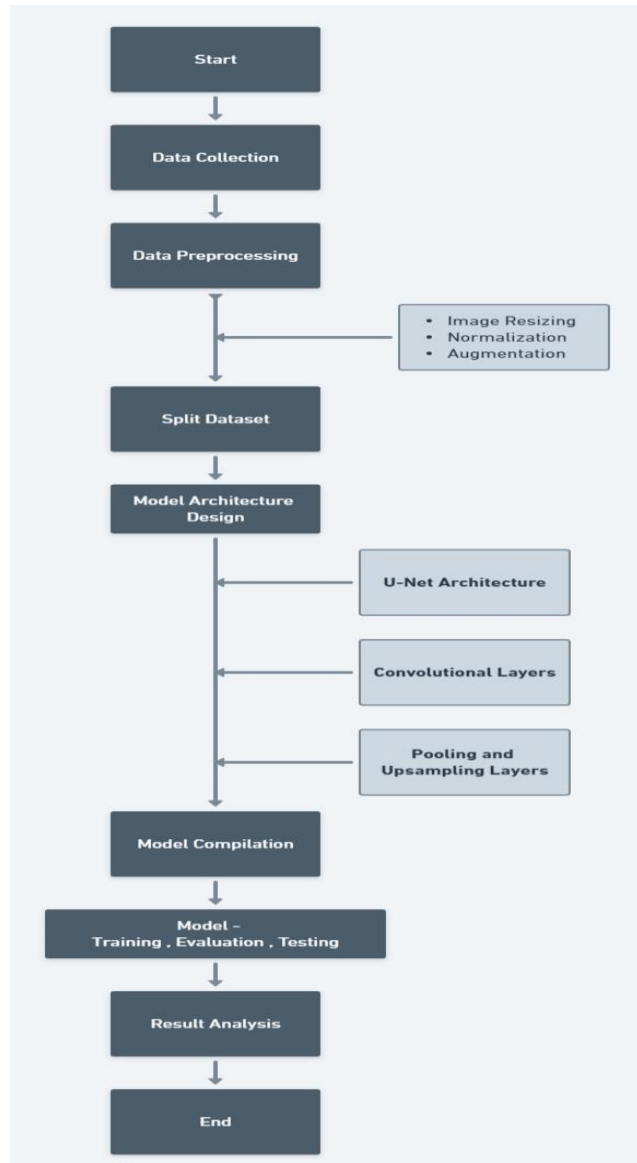 Start
Data Collection
Data Preprocessing
• Image Resizing
• Normalization
• Augmentation
Split Dataset
Model Architecture
Design
U-Net Architecture
Convolutional Layers
Pooling and
Upsampling Layers
Model Compilation
Model -
Training , Evaluation , Testing
Result Analysis
End